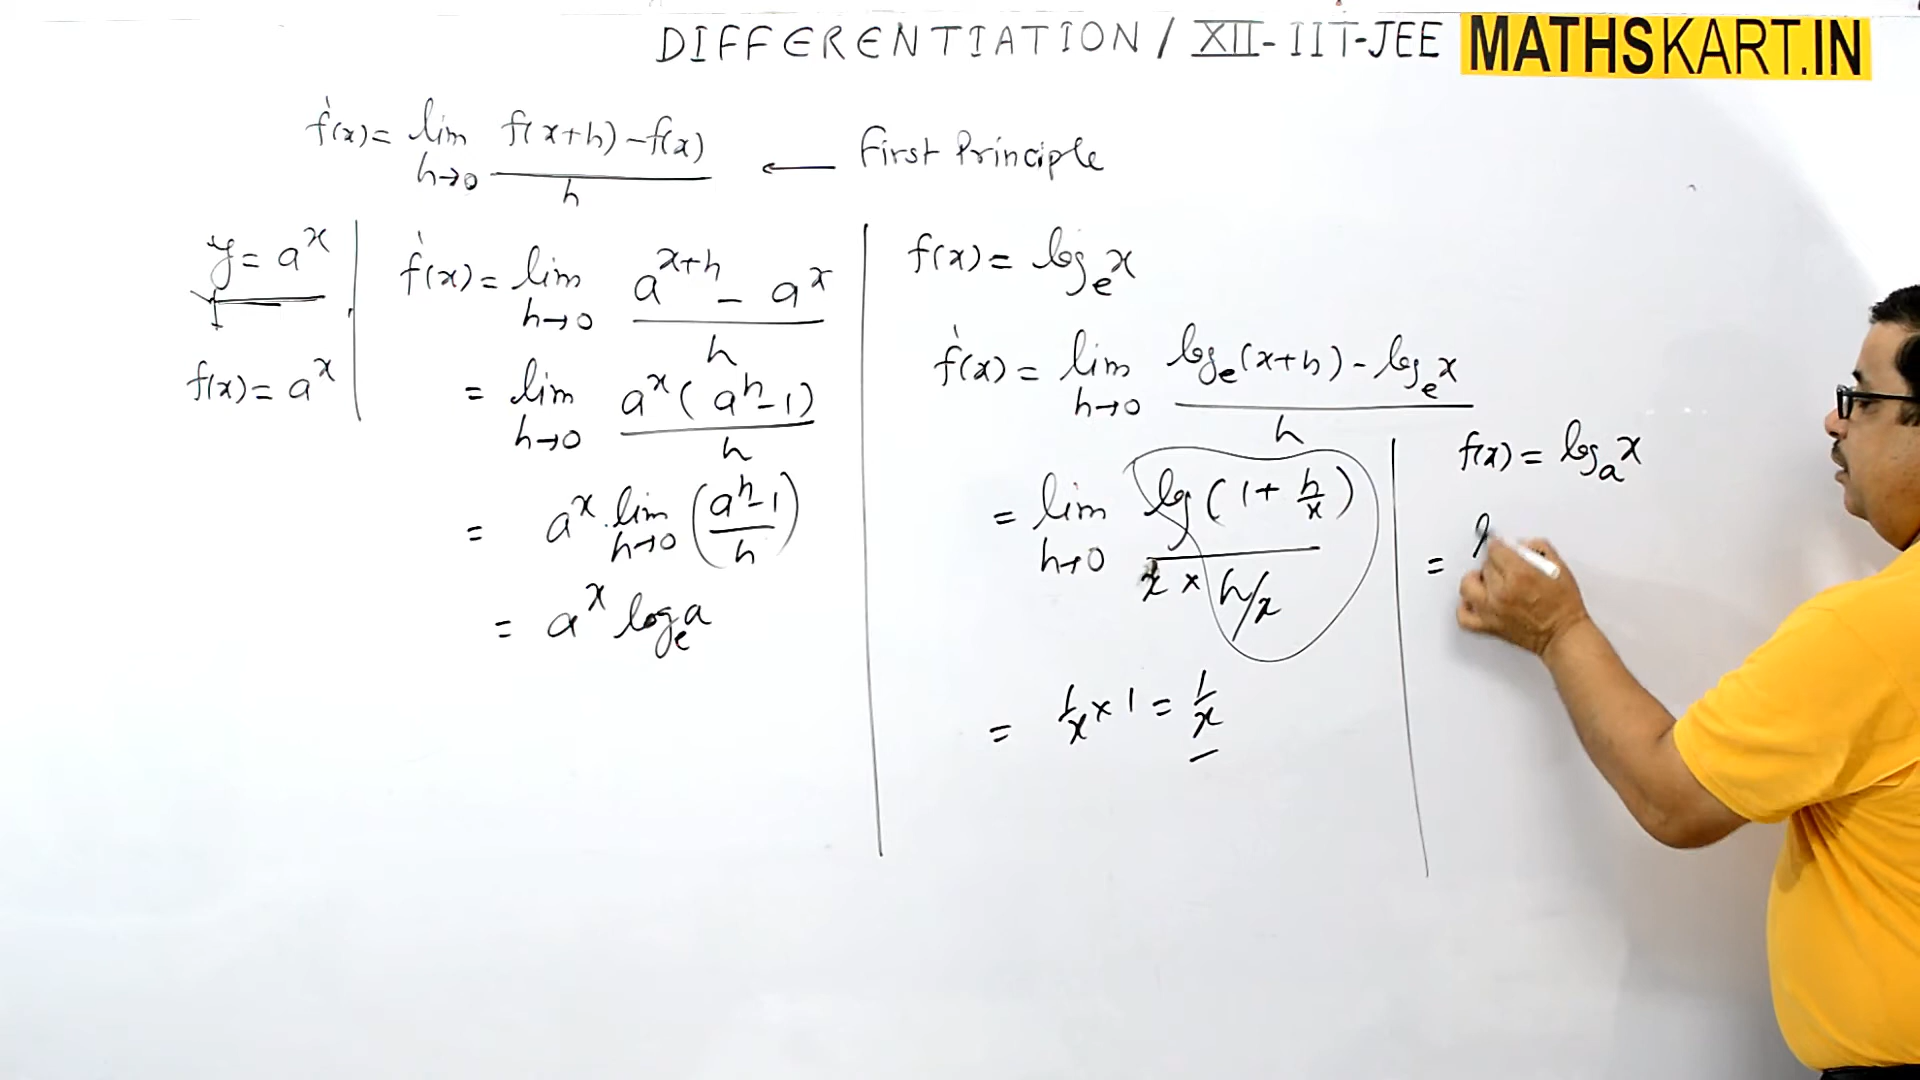 DIFFERENTIATION / XII - IIT-JEE MATHSKART.IN
f'(x) = lim h→0 f(x+h) - f(x) / h ← First Principle
y = a^x
f(x) = a^x
f'(x) = lim h→0 a^(x+h) - a^x / h
= lim h→0 a^x (a^h - 1) / h
= a^x . lim h→0 (a^h - 1 / h)
= a^x log_e a
f(x) = log_e x
f'(x) = lim h→0 log_e (x+h) - log_e x / h
= lim h→0 log (1 + h/x) / x × h/x
= 1/x × 1 = 1/x
f(x) = log_a x
=